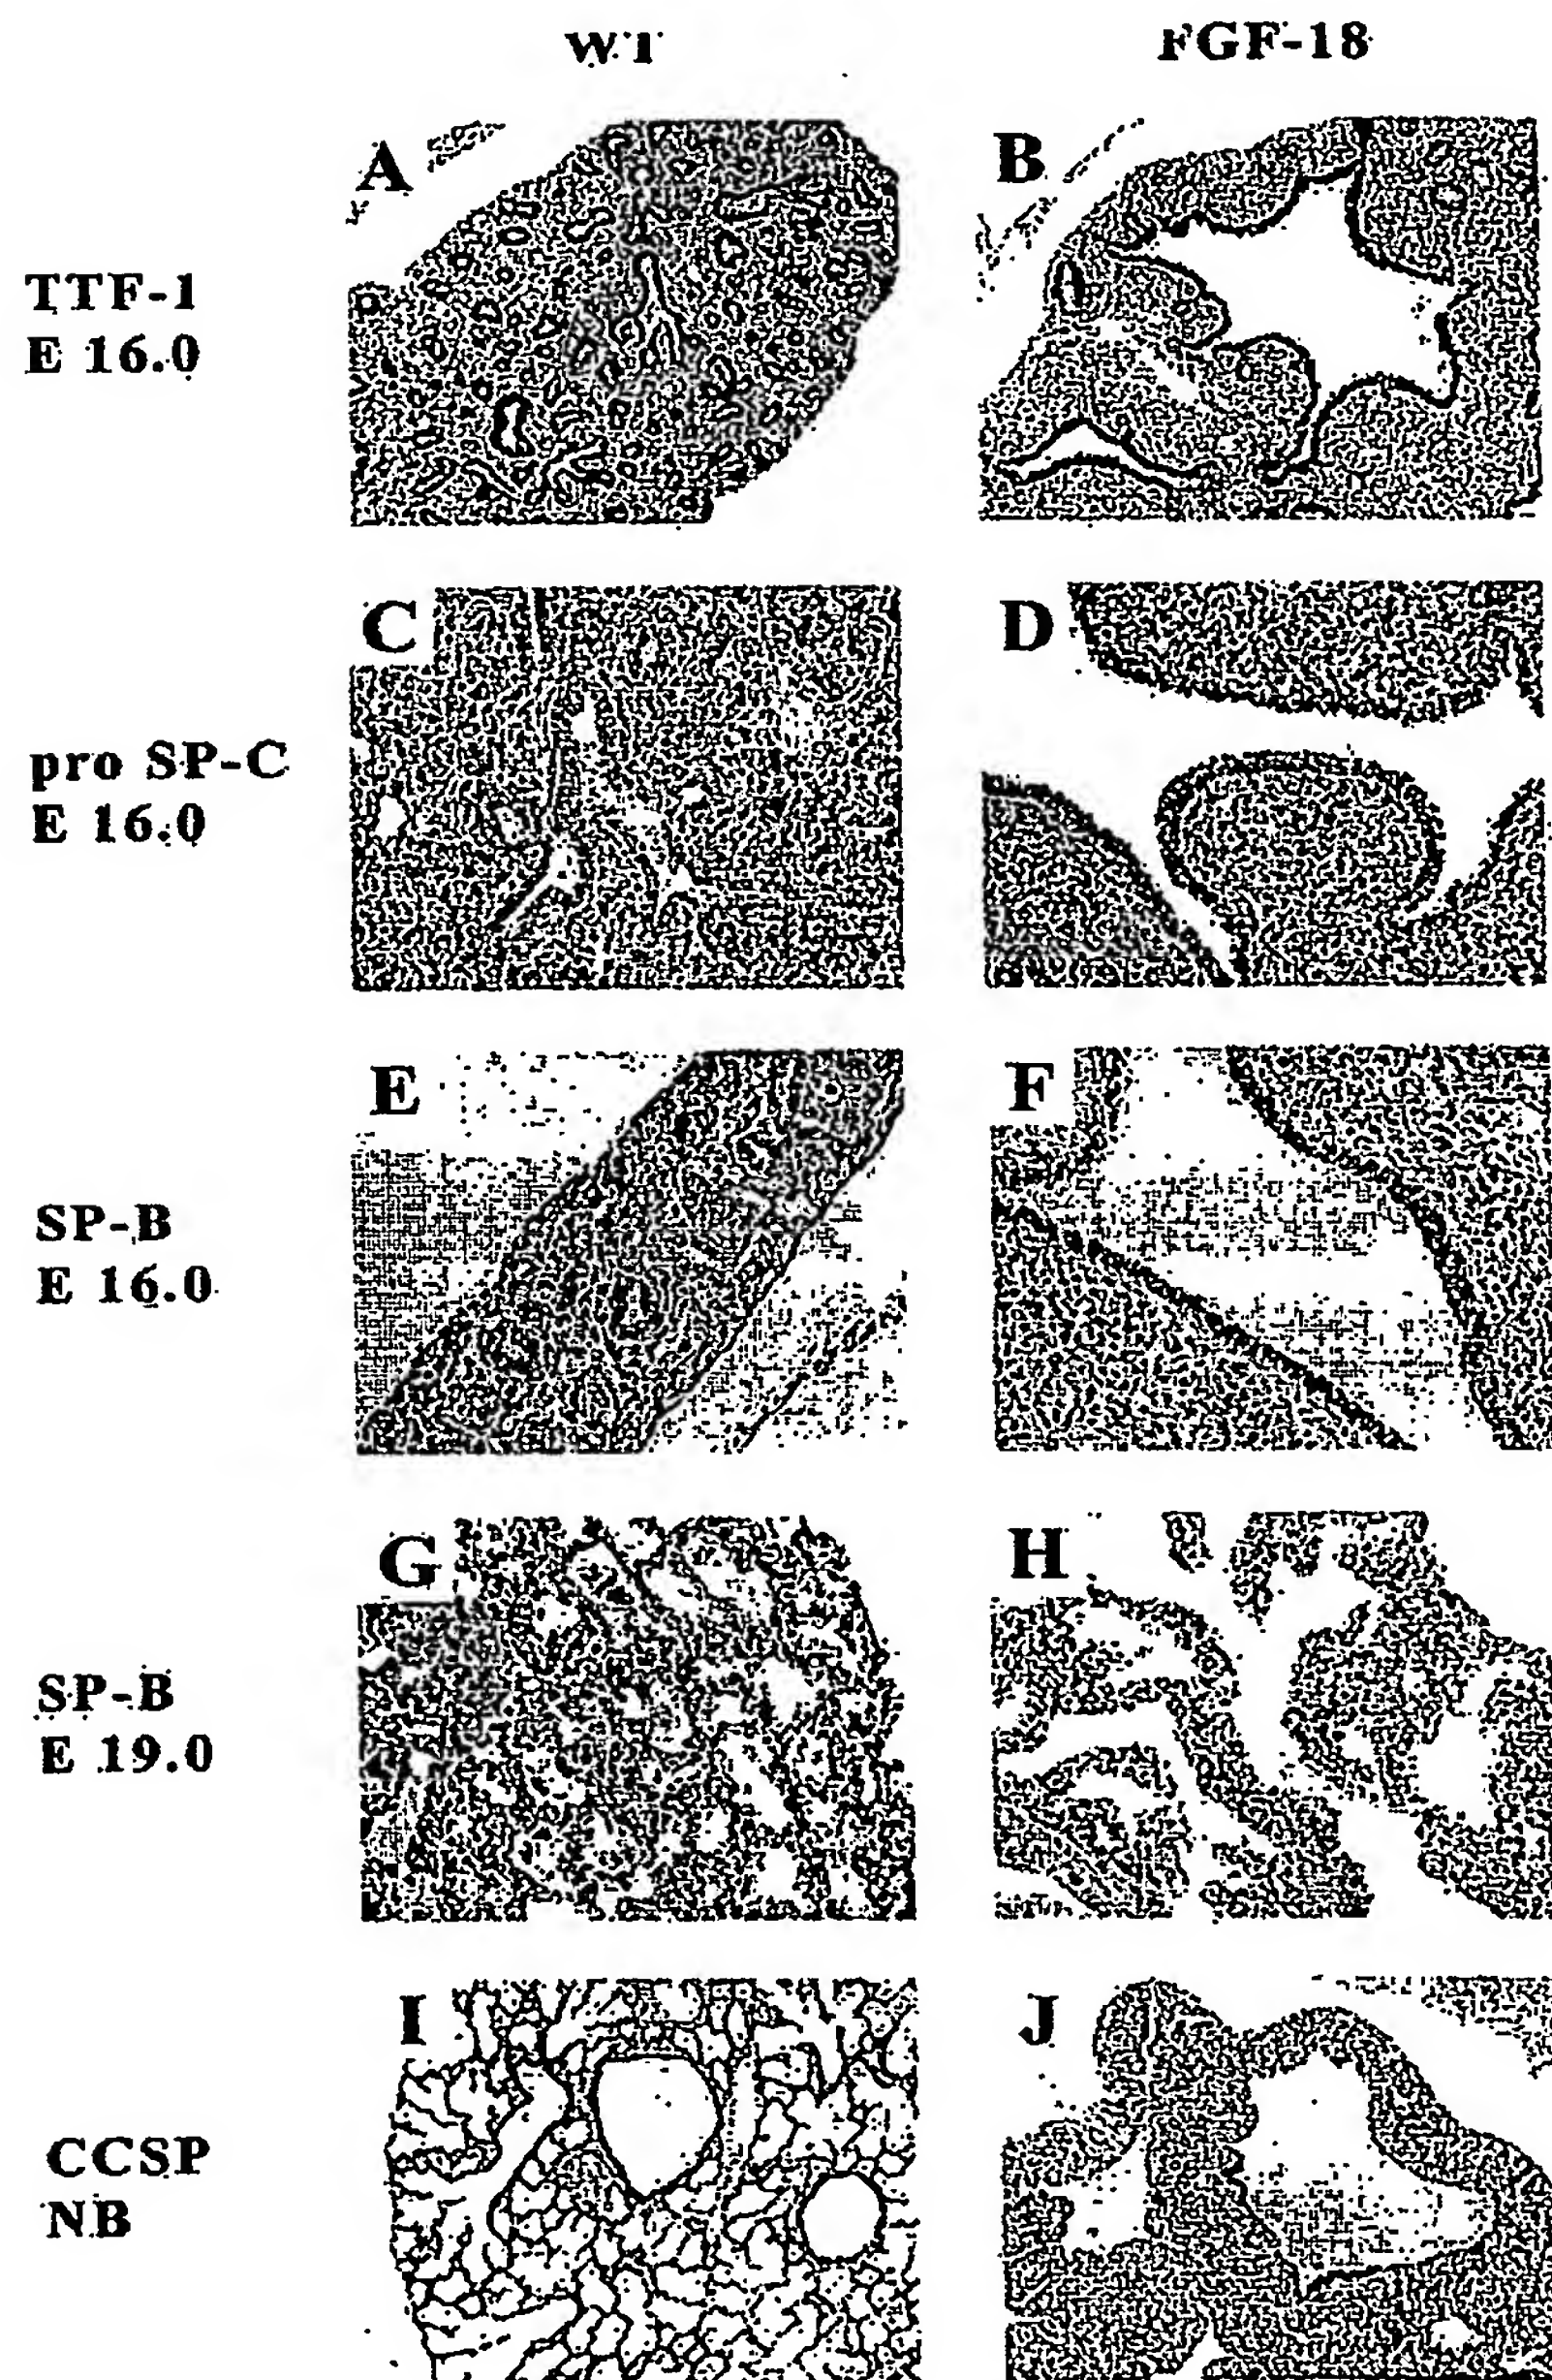 WT FGF-18
A B
TTF-1
E 16.0
C D
pro SP-C
E 16.0
E F
SP-B
E 16.0
G H
SP-B
E 19.0
I J
CCSP
NB